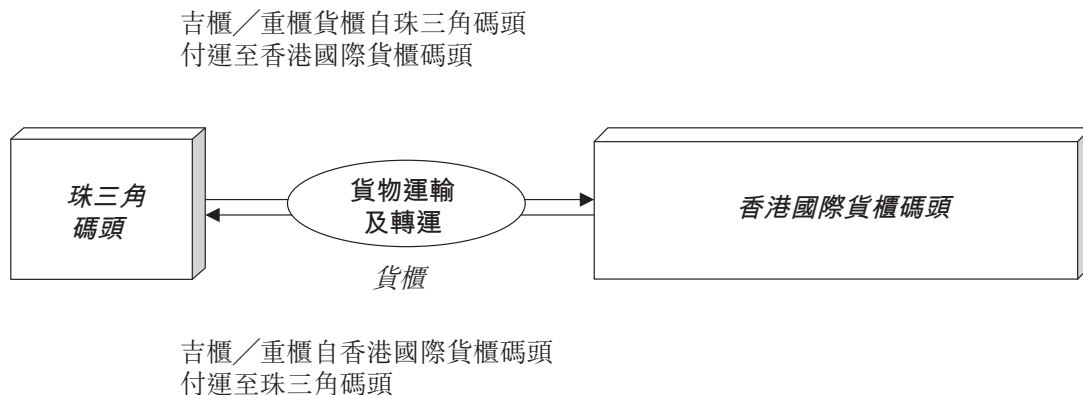 吉櫃／重櫃貨櫃自珠三角碼頭
付運至香港國際貨櫃碼頭
珠三角
碼頭
貨物運輸
及轉運
香港國際貨櫃碼頭
貨櫃
吉櫃／重櫃自香港國際貨櫃碼頭
付運至珠三角碼頭